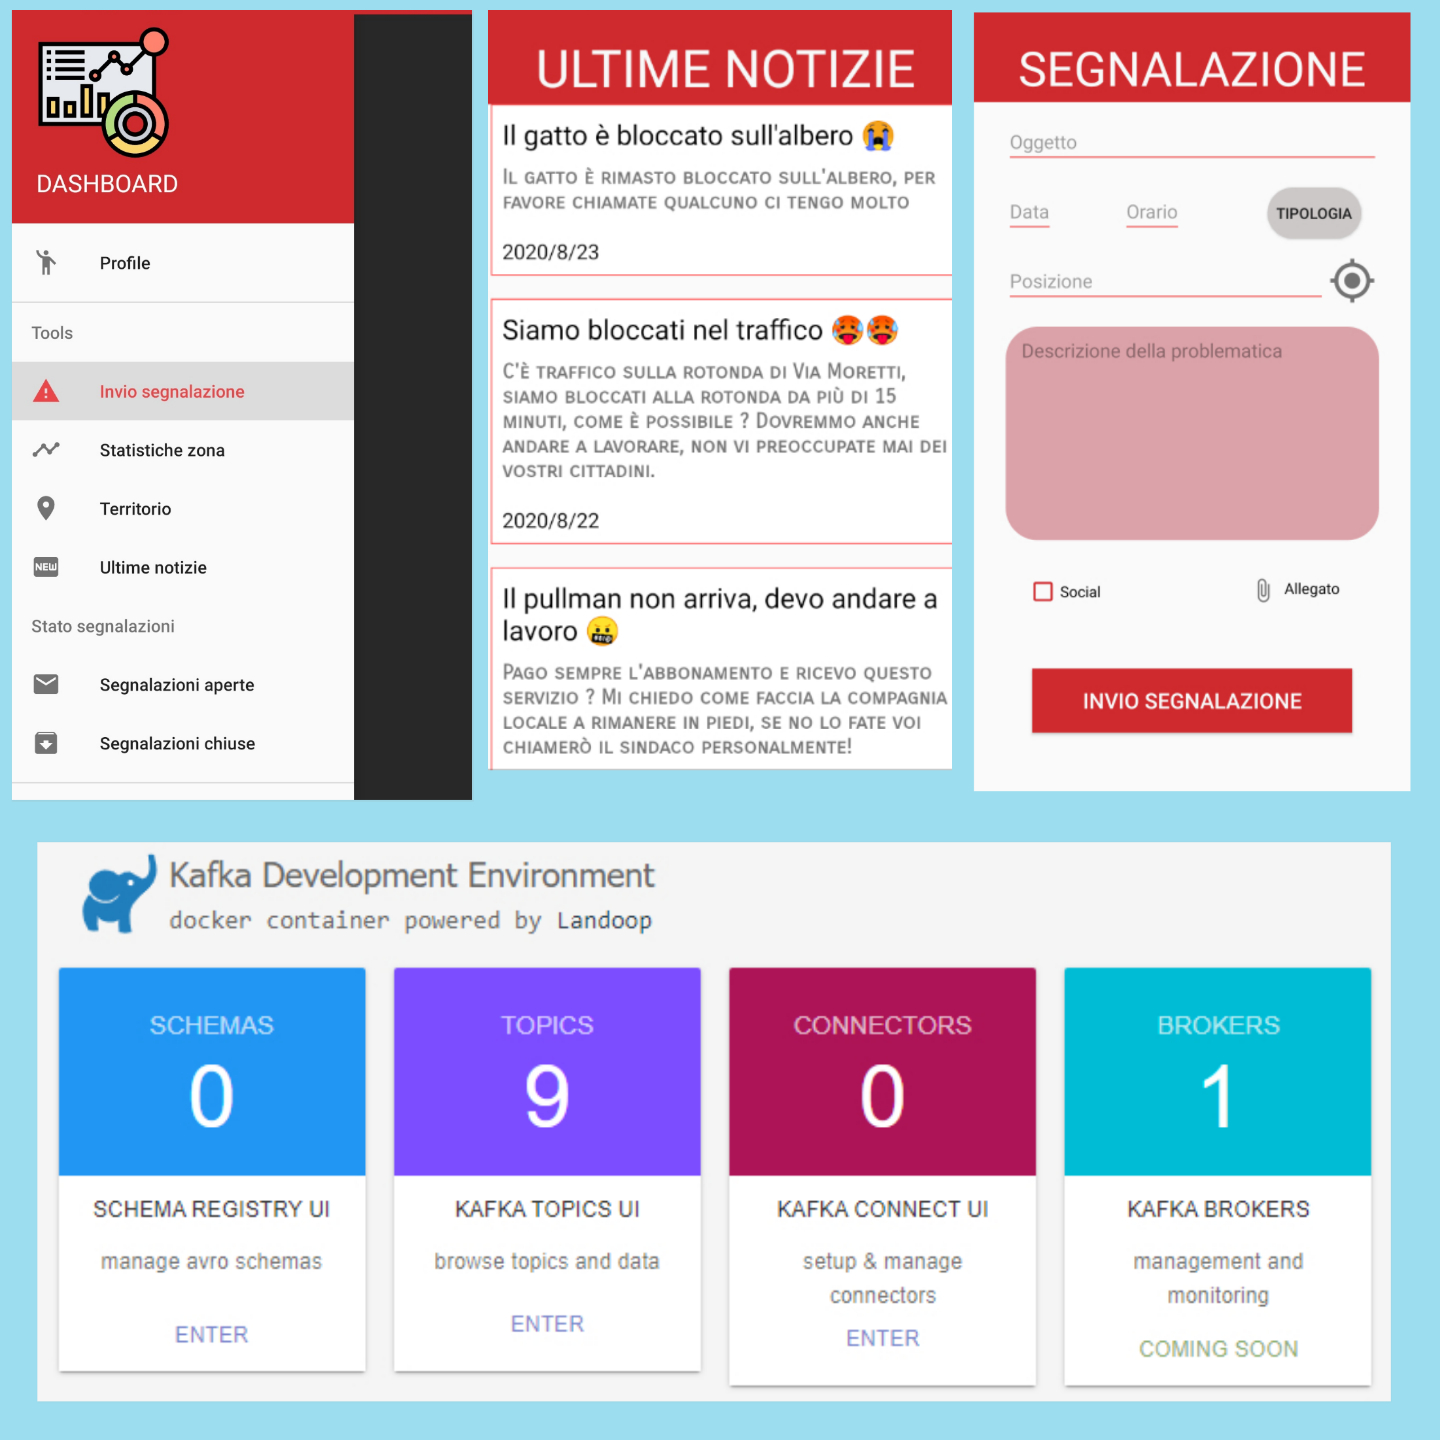 DASHBOARD
Profile
Tools
Invio segnalazione
Statistiche zona
Territorio
NEW
Ultime notizie
Stato segnalazioni
Segnalazioni aperte
Segnalazioni chiuse
ULTIME NOTIZIE
Il gatto è bloccato sull'albero 😭
Il gatto è rimasto bloccato sull'albero, per
favore chiamate qualcuno ci tengo molto
2020/8/23
Siamo bloccati nel traffico 🥵🥵
C'è traffico sulla rotonda di Via Moretti,
siamo bloccati alla rotonda da più di 15
minuti, come è possibile ? Dovremmo anche
andare a lavorare, non vi preoccupate mai dei
vostri cittadini.
2020/8/22
Il pullman non arriva, devo andare a
lavoro 🤬
Pago sempre l'abbonamento e ricevo questo
servizio ? Mi chiedo come faccia la compagnia
locale a rimanere in piedi, se no lo fate voi
chiamerò il sindaco personalmente!
SEGNALAZIONE
Oggetto
Data
Orario
TIPOLOGIA
Posizione
Descrizione della problematica
Social
Allegato
INVIO SEGNALAZIONE
Kafka Development Environment
docker container powered by Landoop
SCHEMAS
0
SCHEMA REGISTRY UI
manage avro schemas
ENTER
TOPICS
9
KAFKA TOPICS UI
browse topics and data
ENTER
CONNECTORS
0
KAFKA CONNECT UI
setup & manage
connectors
ENTER
BROKERS
1
KAFKA BROKERS
management and
monitoring
COMING SOON